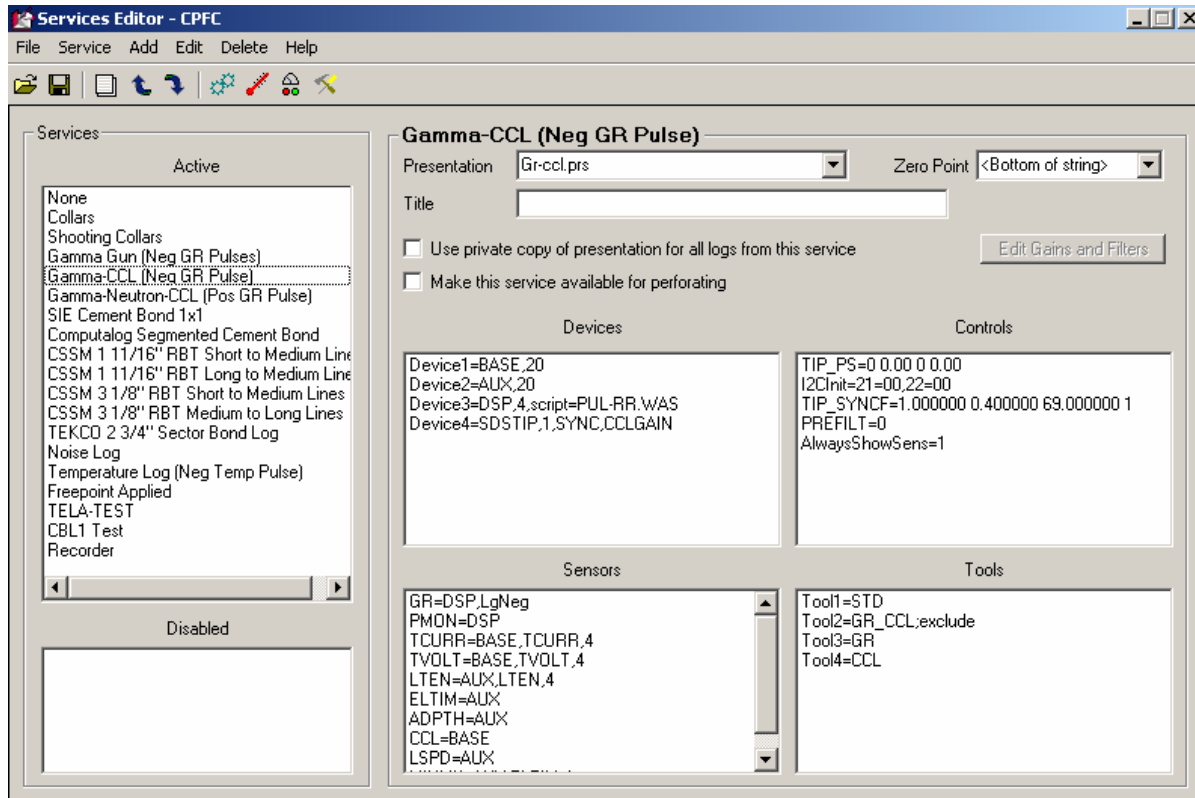 Services Editor - CPFC
File Service Add Edit Delete Help
Services
Active
None
Collars
Shooting Collars
Gamma Gun (Neg GR Pulses)
Gamma-CCL (Neg GR Pulse)
Gamma-Neutron-CCL (Pos GR Pulse)
SIE Cement Bond 1x1
Computalog Segmented Cement Bond
CSSM 1 11/16" RBT Short to Medium Line
CSSM 1 11/16" RBT Long to Medium Line
CSSM 3 1/8" RBT Short to Medium Lines
CSSM 3 1/8" RBT Medium to Long Lines
TEKCO 2 3/4" Sector Bond Log
Noise Log
Temperature Log (Neg Temp Pulse)
Freepoint Applied
TELA-TEST
CBL1 Test
Recorder
Disabled
Gamma-CCL (Neg GR Pulse)
Presentation Gr-ccl.prs Zero Point <Bottom of string>
Title
Use private copy of presentation for all logs from this service Edit Gains and Filters
Make this service available for perforating
Devices
Device1=BASE,20
Device2=AUX,20
Device3=DSP,4,script=PUL-RR.WAS
Device4=SDSTIP,1,SYNC,CCLGAIN
Controls
TIP_PS=0 0.00 0 0.00
I2CInit=21=00,22=00
TIP_SYNCF=1.000000 0.400000 69.000000 1
PREFILT=0
AlwaysShowSens=1
Sensors
GR=DSP,LgNeg
PMON=DSP
TCURR=BASE,TCURR,4
TVOLT=BASE,TVOLT,4
LTEN=AUX,LTEN,4
ELTIM=AUX
ADPTH=AUX
CCL=BASE
LSPD=AUX
Tools
Tool1=STD
Tool2=GR_CCL;exclude
Tool3=GR
Tool4=CCL